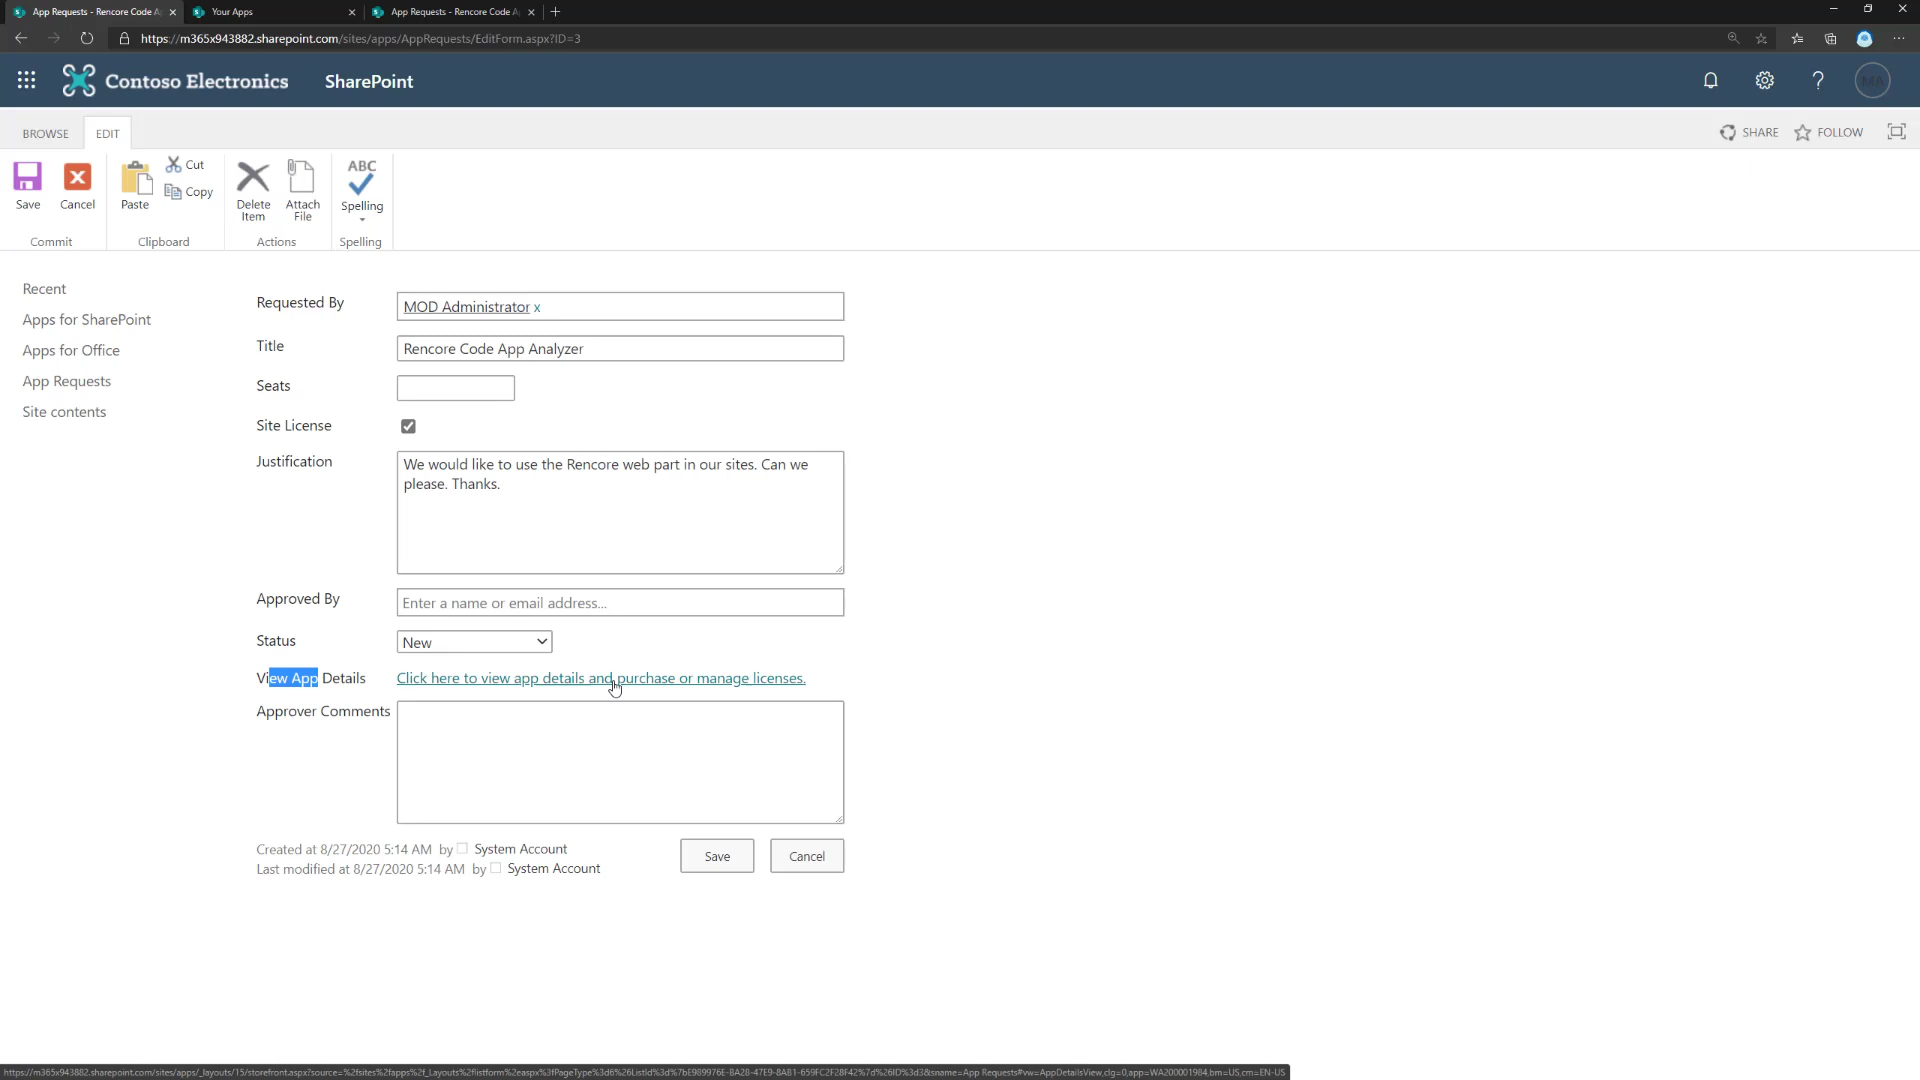 App Requests - Rencore Code A
Your Apps
App Requests - Rencore Code A
https://m365x943882.sharepoint.com/sites/apps/AppRequests/EditForm.aspx?ID=3
Contoso Electronics
SharePoint
MA
BROWSE
EDIT
SHARE
FOLLOW
Save
Cancel
Paste
Cut
Copy
Delete Item
Attach File
ABC
Spelling
Commit
Clipboard
Actions
Spelling
Recent
Apps for SharePoint
Apps for Office
App Requests
Site contents
Requested By
MOD Administrator x
Title
Rencore Code App Analyzer
Seats
Site License
Justification
We would like to use the Rencore web part in our sites. Can we
please. Thanks.
Approved By
Enter a name or email address...
Status
New
View App Details
Click here to view app details and purchase or manage licenses.
Approver Comments
Created at 8/27/2020 5:14 AM by System Account
Last modified at 8/27/2020 5:14 AM by System Account
Save
Cancel